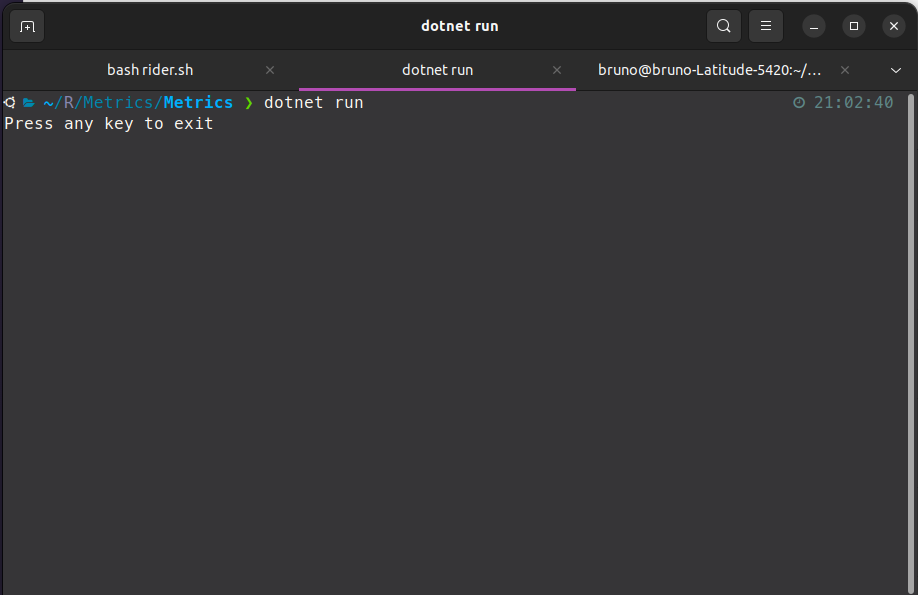 dotnet run
bash rider.sh dotnet run bruno@bruno-Latitude-5420:~/...
~/R/Metrics/Metrics ❯ dotnet run 21:02:40
Press any key to exit